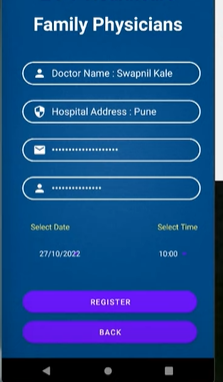 Family Physicians
Doctor Name : Swapnil Kale
Hospital Address : Pune
••••••••••••••••••••
•••••••••••••••
Select Date Select Time
27/10/2022 10:00
REGISTER
BACK